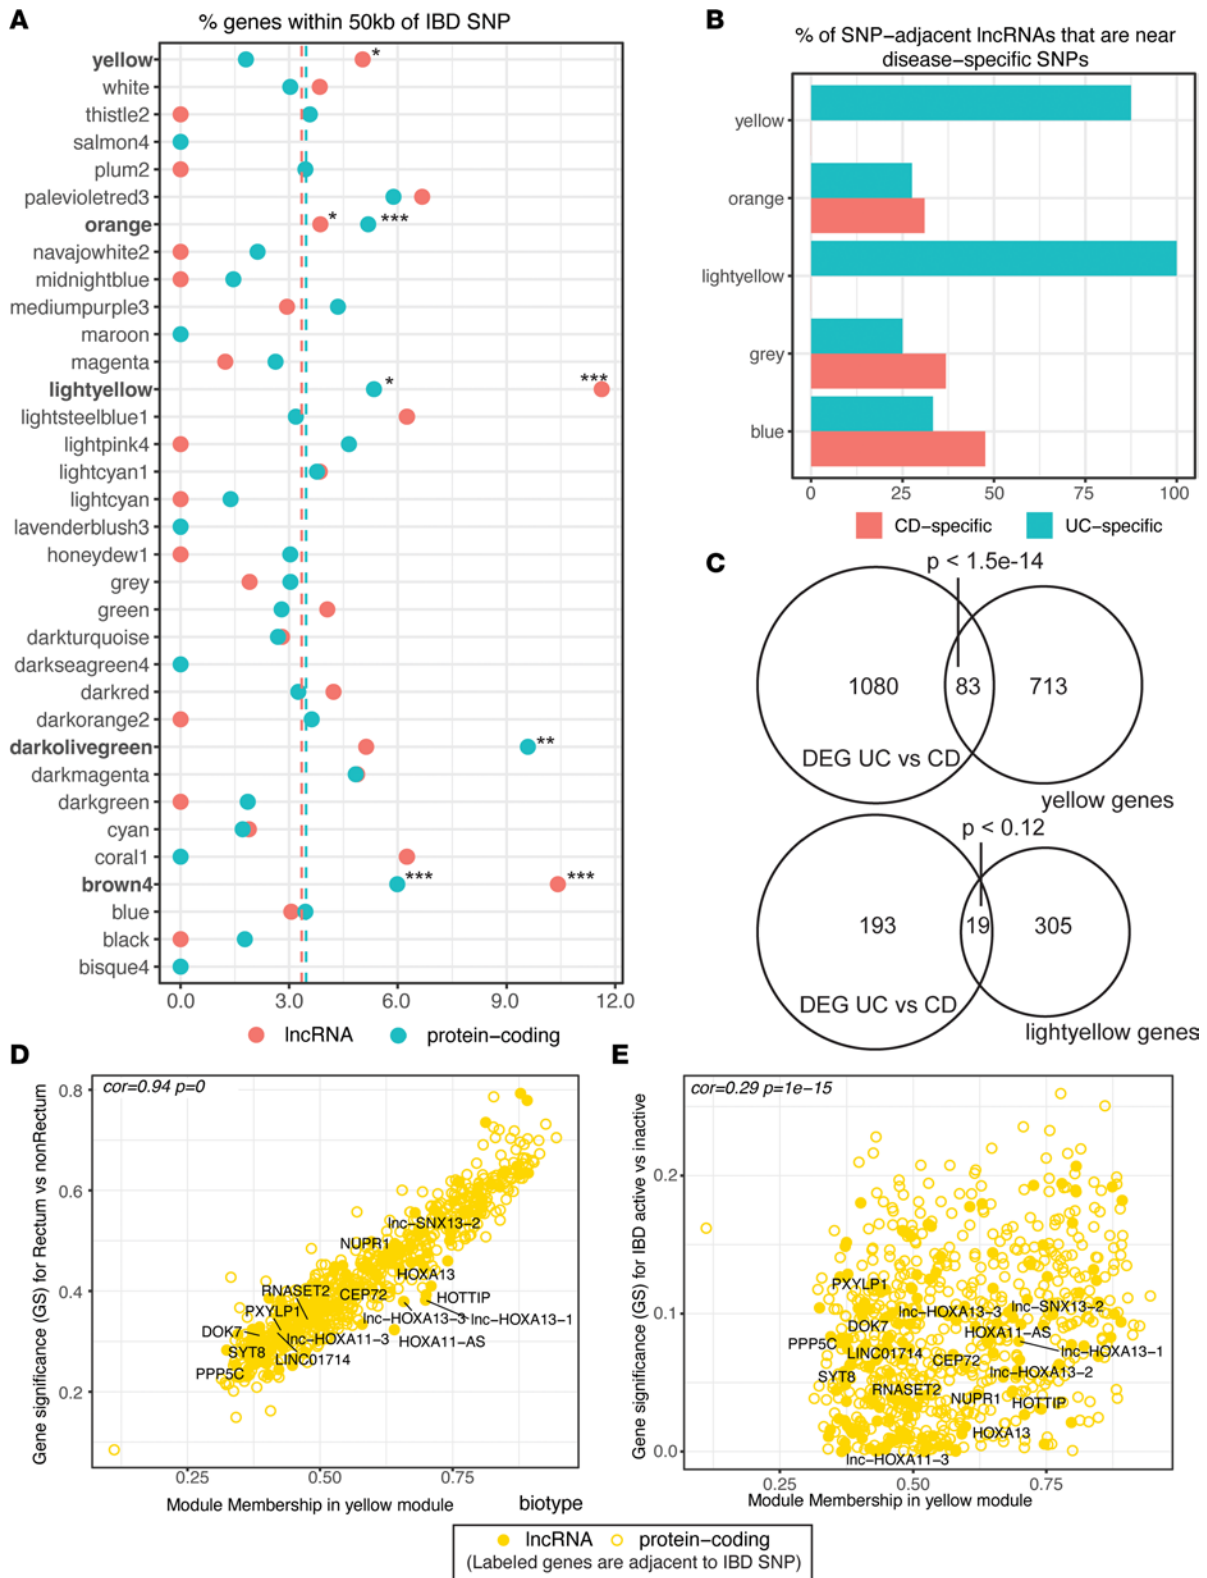 A
% genes within 50kb of IBD SNP
yellow
*
white
thistle2
salmon4
plum2
palevioletred3
orange
*
***
navajowhite2
midnightblue
mediumpurple3
maroon
magenta
lightyellow
*
***
lightsteelblue1
lightpink4
lightcyan1
lightcyan
lavenderblush3
honeydew1
grey
green
darkturquoise
darkseagreen4
darkred
darkorange2
darkolivegreen
**
darkmagenta
darkgreen
cyan
coral1
brown4
***
***
blue
black
bisque4
0.0 3.0 6.0 9.0 12.0
lncRNA protein-coding
B
% of SNP-adjacent lncRNAs that are near
disease-specific SNPs
yellow
orange
lightyellow
grey
blue
0 25 50 75 100
CD-specific UC-specific
C
p < 1.5e-14
1080 83 713
DEG UC vs CD
yellow genes
p < 0.12
193 19 305
DEG UC vs CD
lightyellow genes
D
cor=0.94 p=0
Gene significance (GS) for Rectum vs nonRectum
0.8
0.6
0.4
0.2
lnc-SNX13-2
NUPR1
HOXA13
RNASET2
CEP72
HOTTIP
PXYLP1
lnc-HOXA13-3
lnc-HOXA13-1
DOK7
lnc-HOXA11-3
HOXA11-AS
SYT8
LINC01714
PPP5C
0.25 0.50 0.75
Module Membership in yellow module
E
cor=0.29 p=1e-15
Gene significance (GS) for IBD active vs inactive
0.2
0.1
0.0
PXYLP1
lnc-HOXA13-3
lnc-SNX13-2
DOK7
HOXA11-AS
PPP5C
LINC01714
lnc-HOXA13-1
CEP72
lnc-HOXA13-2
SYT8
RNASET2
NUPR1
HOTTIP
HOXA13
lnc-HOXA11-3
0.25 0.50 0.75
Module Membership in yellow module
biotype
lncRNA protein-coding
(Labeled genes are adjacent to IBD SNP)